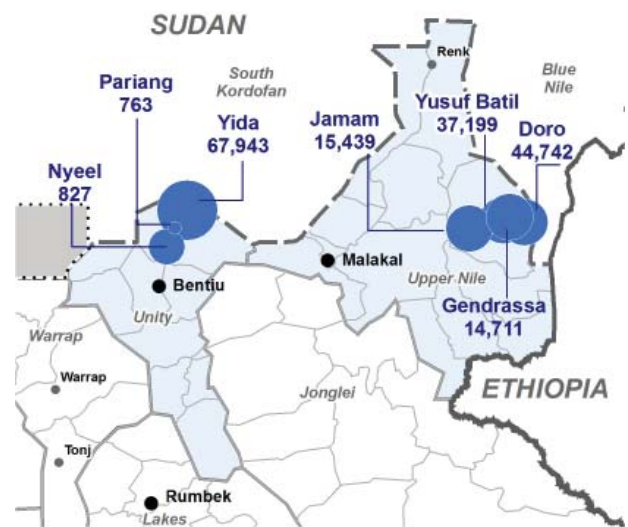 SUDAN
Renk
Pariang
763
South
Kordofan
Blue
Nile
Yida
67,943
Jamam
15,439
Yusuf Batil
37,199
Doro
44,742
Nyeel
827
Malakal
Bentiu
Upper Nile
Unity
Gendrassa
14,711
Warrap
Warrap
Jonglei
ETHIOPIA
Tonj
Rumbek
Lakes